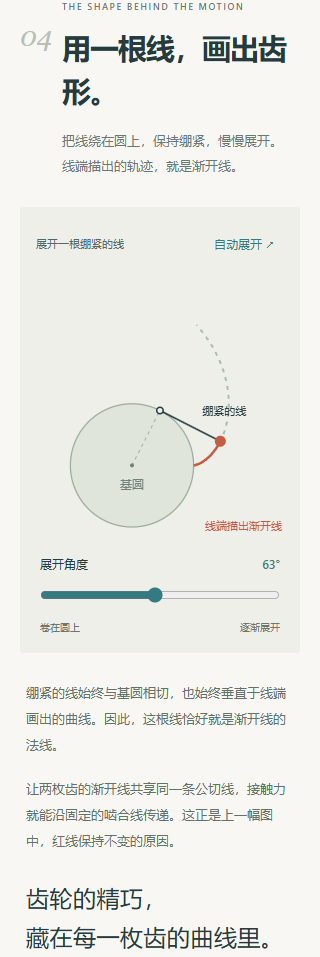 THE SHAPE BEHIND THE MOTION
04
用一根线，画出齿
形。
把线绕在圆上，保持绷紧，慢慢展开。
线端描出的轨迹，就是渐开线。
展开一根绷紧的线
自动展开 ↗
绷紧的线
基圆
线端描出渐开线
展开角度
63°
卷在圆上
逐渐展开
绷紧的线始终与基圆相切，也始终垂直于线端
画出的曲线。因此，这根线恰好就是渐开线的
法线。
让两枚齿的渐开线共享同一条公切线，接触力
就能沿固定的啮合线传递。这正是上一幅图
中，红线保持不变的原因。
齿轮的精巧，
藏在每一枚齿的曲线里。